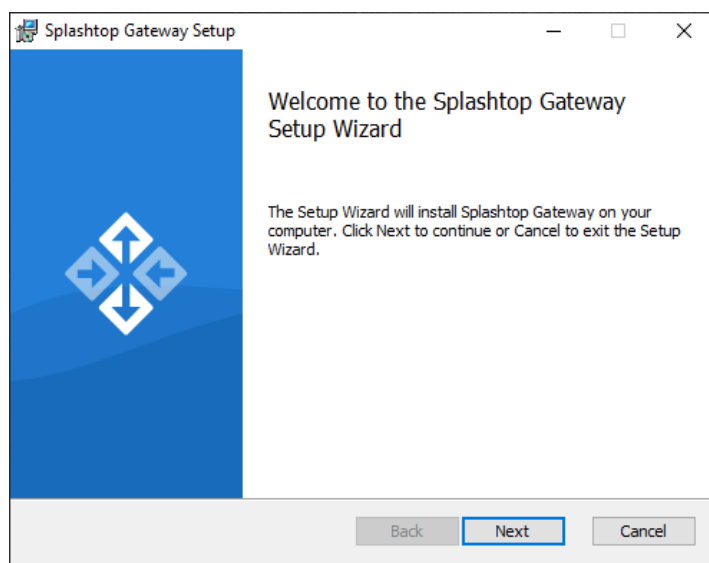 Splashtop Gateway Setup
Welcome to the Splashtop Gateway
Setup Wizard
The Setup Wizard will install Splashtop Gateway on your
computer. Click Next to continue or Cancel to exit the Setup
Wizard.
Back
Next
Cancel